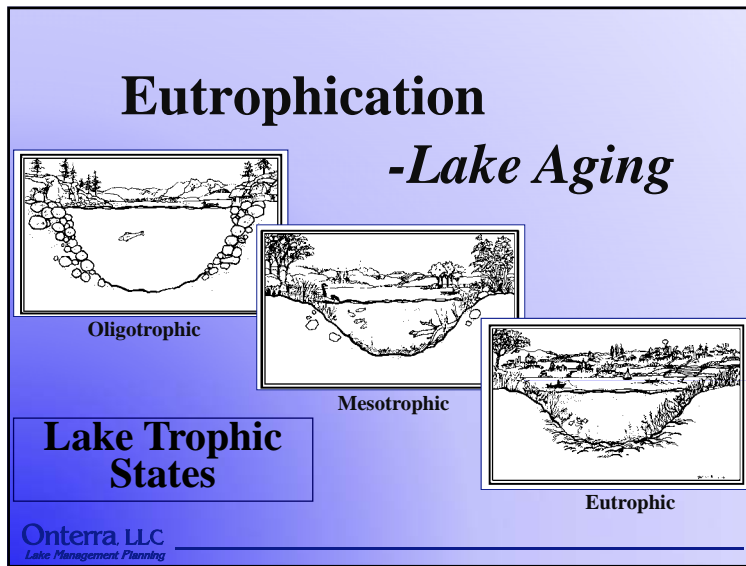 Eutrophication
-Lake Aging
Oligotrophic
Mesotrophic
Eutrophic
Lake Trophic
States
Onterra, LLC
Lake Management Planning